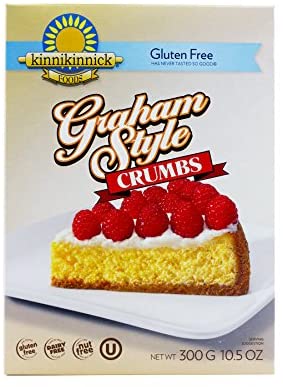 kinnikinnick
FOODS
Gluten Free
HAS NEVER TASTED SO GOOD!®
Graham
Style
CRUMBS
SERVING
SUGGESTION
gluten
free
DAIRY
FREE
nut
free
U
NET WT 300 G 10.5 OZ